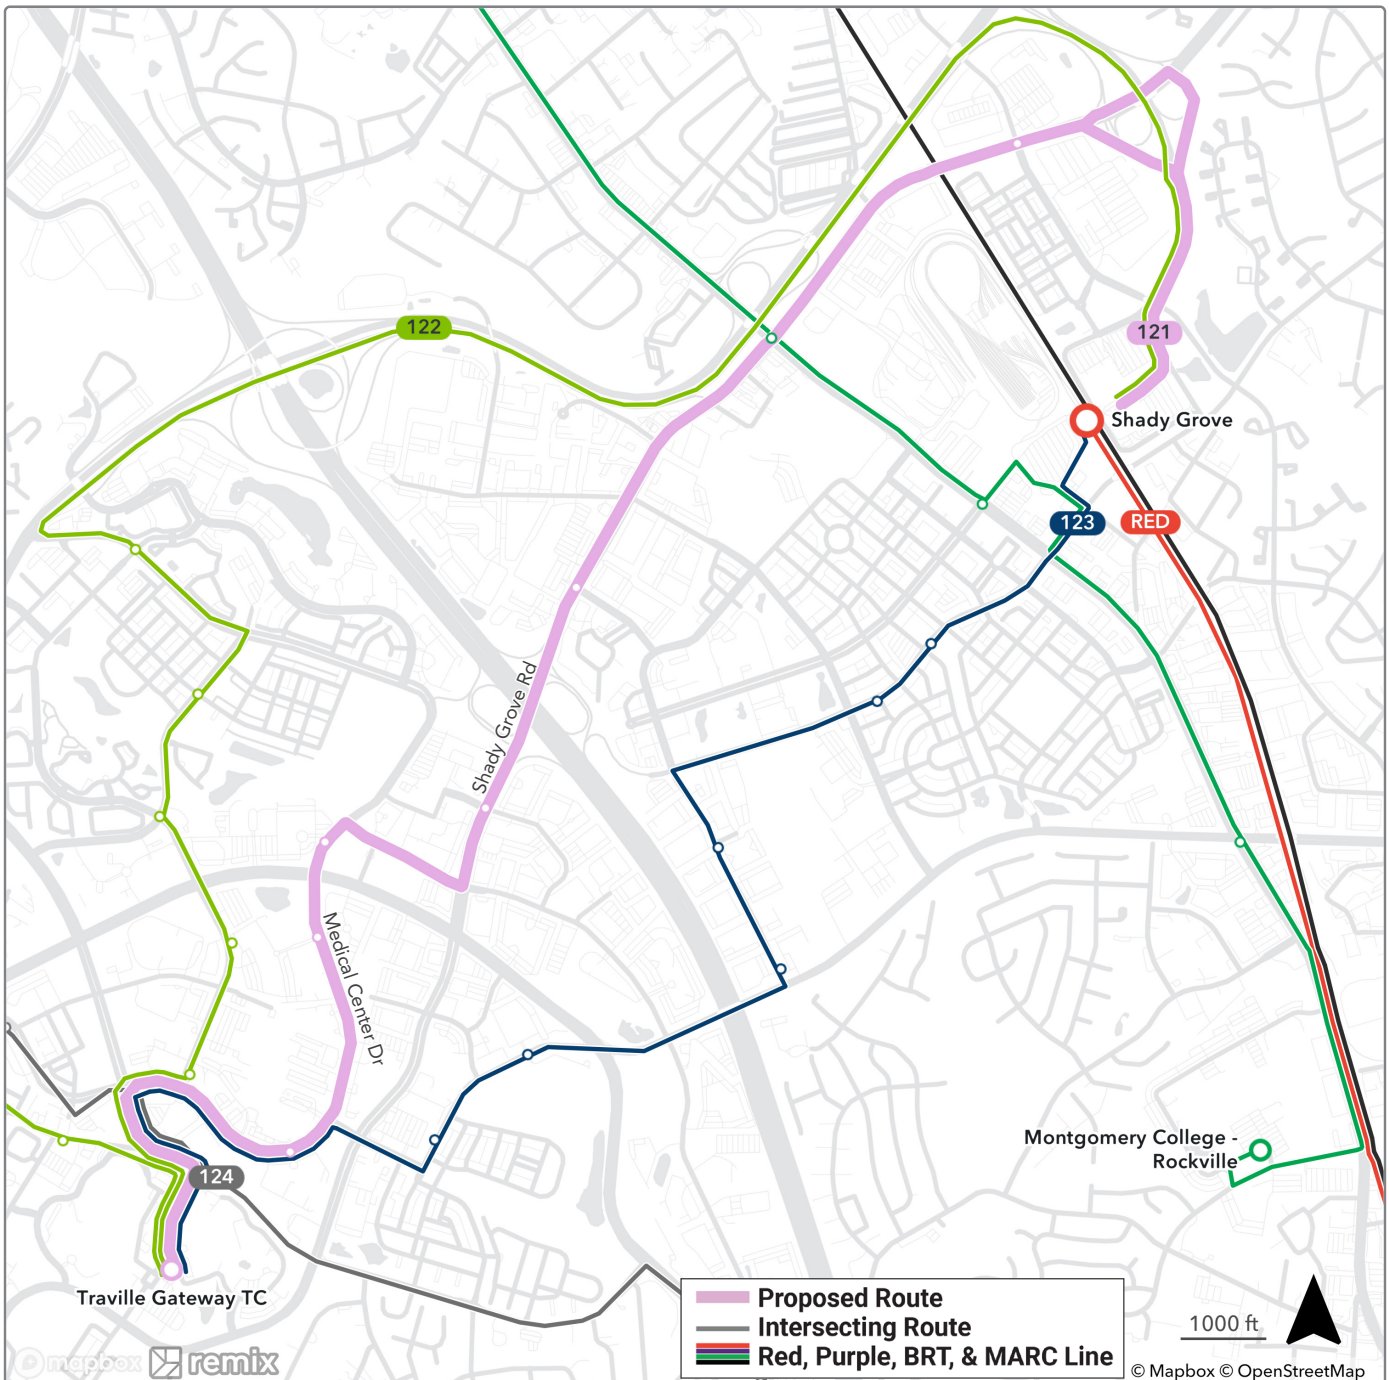 122
121
Shady Grove
123
RED
Shady Grove Rd
Medical Center Dr
Montgomery College -
Rockville
124
Traville Gateway TC
Proposed Route
Intersecting Route
Red, Purple, BRT, & MARC Line
1000 ft
mapbox
remix
© Mapbox © OpenStreetMap